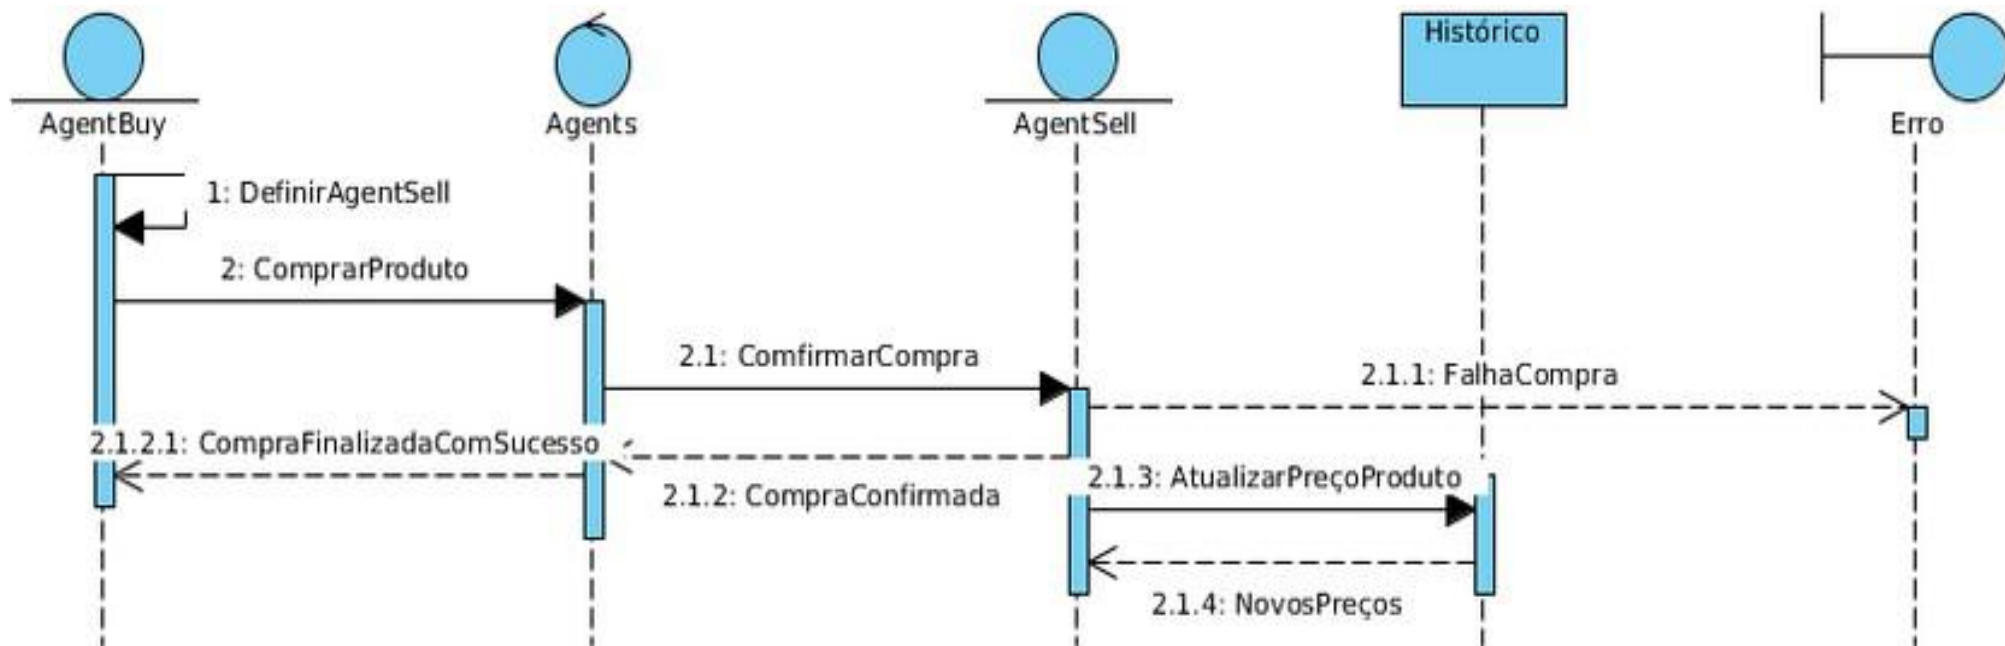 Histórico
AgentBuy
Agents
AgentSell
Erro
1: DefinirAgentSell
2: ComprarProduto
2.1: ComfirmarCompra
2.1.1: FalhaCompra
2.1.2.1: CompraFinalizadaComSucesso
2.1.3: AtualizarPreçoProduto
2.1.2: CompraConfirmada
2.1.4: NovosPreços